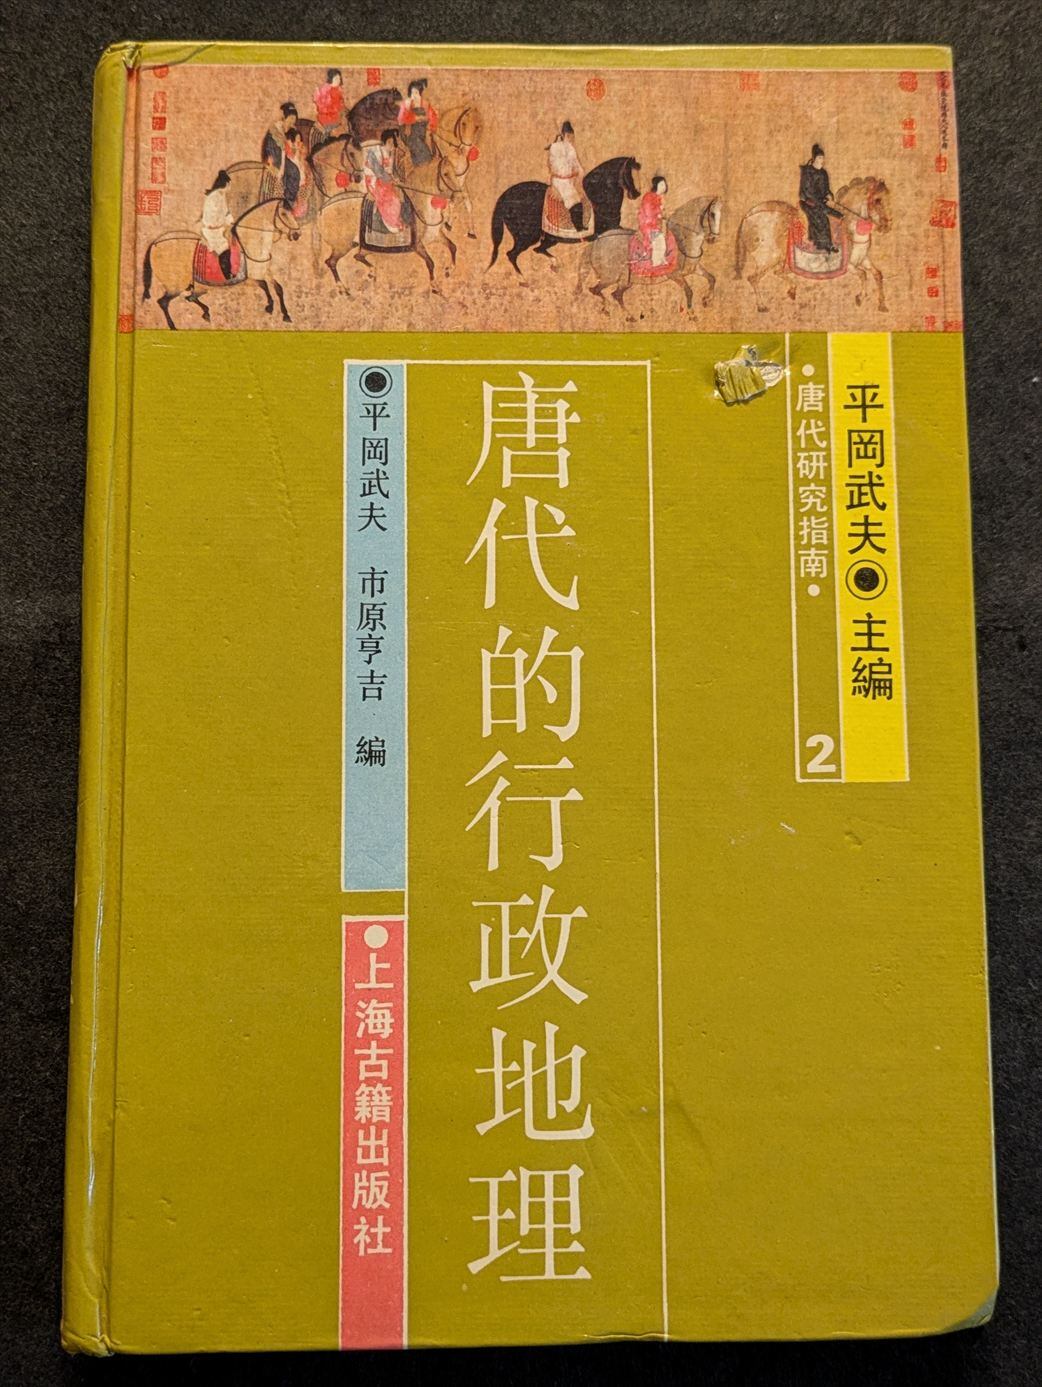 平岡武夫◉主編
•唐代研究指南•
2
唐代的行政地理
◉平岡武夫 市原亨吉 編
•上海古籍出版社